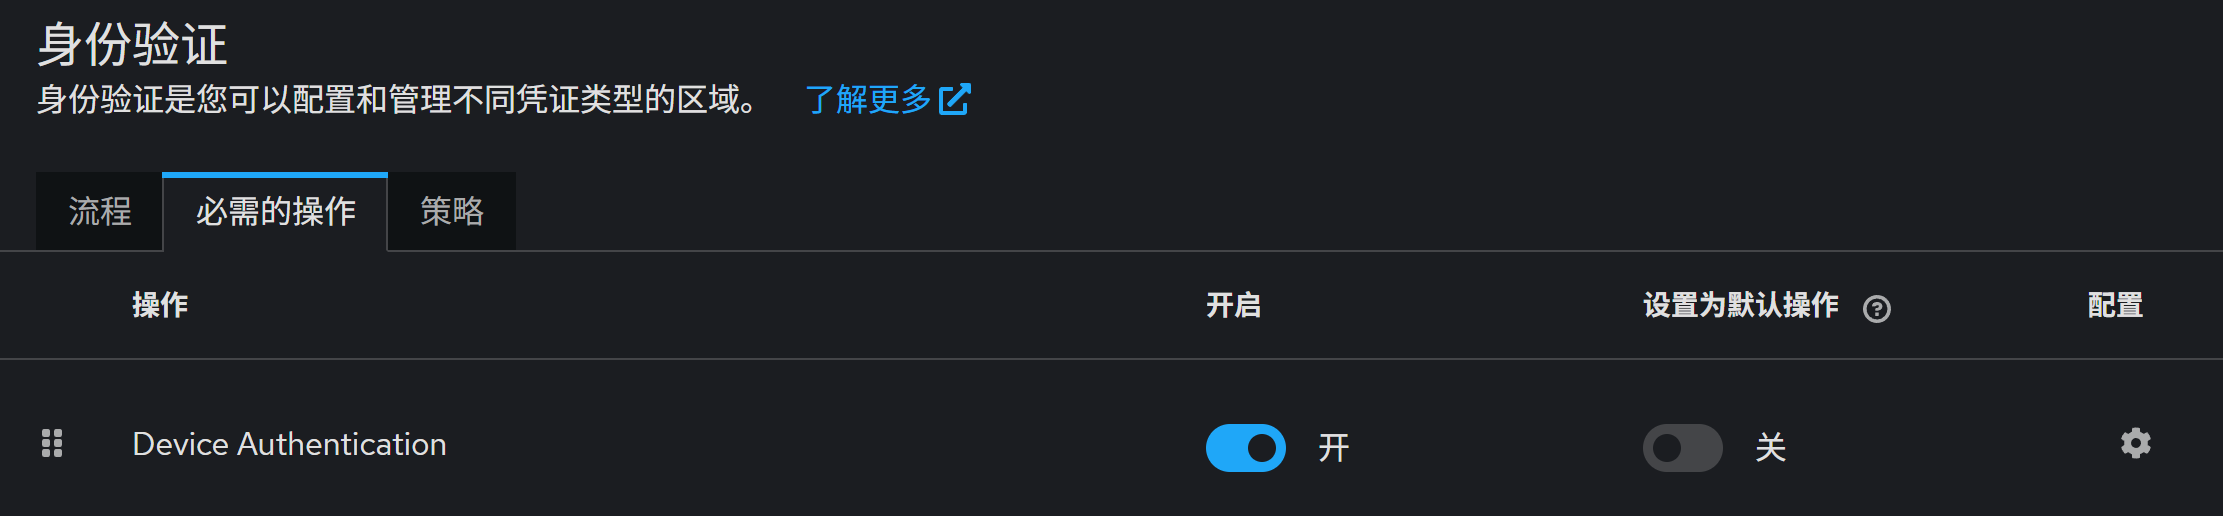 身份验证
身份验证是您可以配置和管理不同凭证类型的区域。 了解更多
流程 必需的操作 策略
操作 开启 设置为默认操作 配置
Device Authentication 开 关